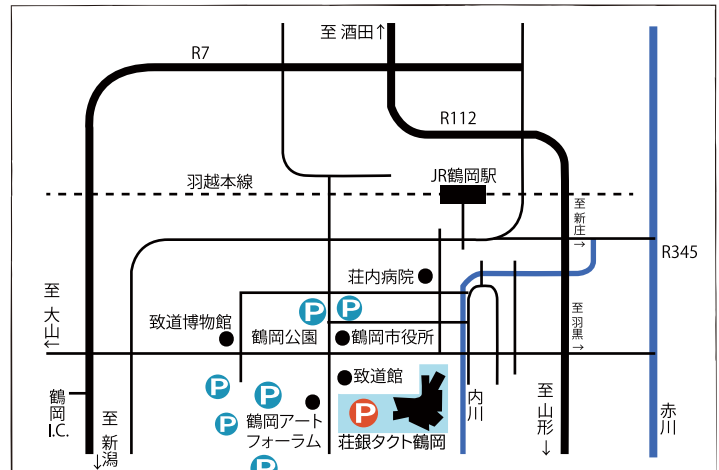 至 酒田↑
R7
R112
羽越本線
JR鶴岡駅
至 新庄→
R345
荘内病院
至 大山←
致道博物館
鶴岡公園
P
P
鶴岡市役所
至 羽黒→
P
P
致道館
鶴岡
I.C.
至 新潟↓
P
鶴岡アート
フォーラム
P
荘銀タクト鶴岡
内川
至 山形↓
赤川
P